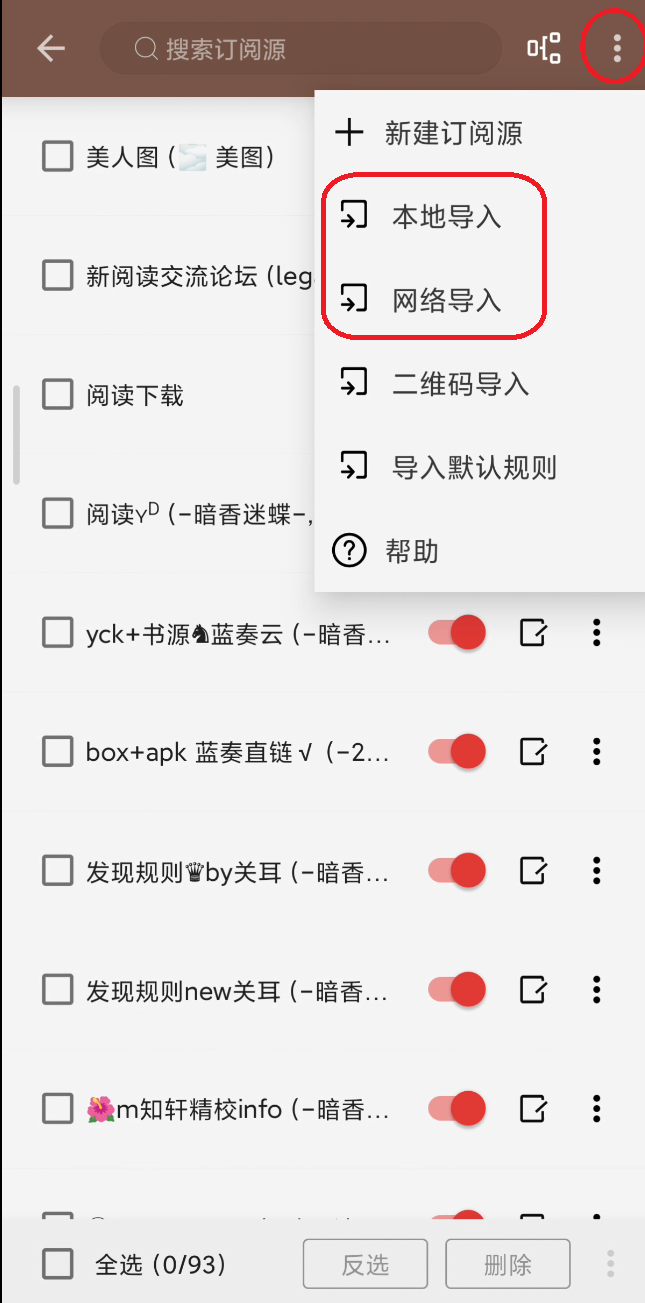 搜索订阅源
新建订阅源
本地导入
网络导入
二维码导入
导入默认规则
帮助
美人图 (🌫️ 美图)
新阅读交流论坛 (leg
阅读下载
阅读ʏᴰ (-暗香迷蝶-,
yck+书源♞蓝奏云 (-暗香...
box+apk 蓝奏直链 √ (-2...
发现规则♛by关耳 (-暗香...
发现规则new关耳 (-暗香...
🌺m知轩精校info (-暗香...
全选 (0/93)
反选
删除